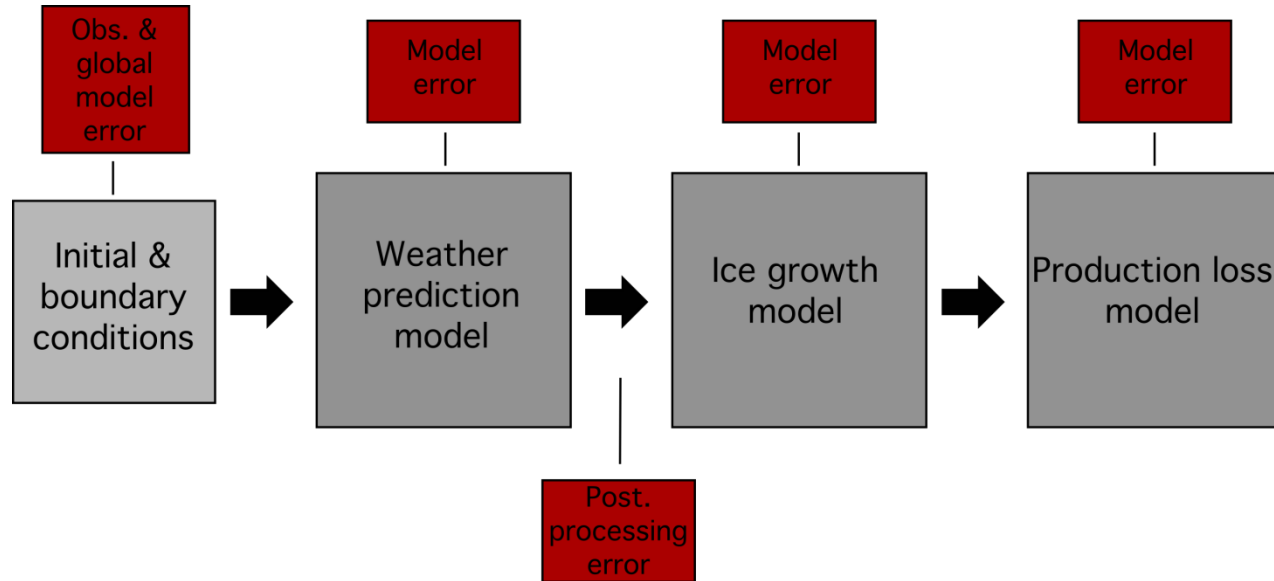 Obs. &
global
model
error
Model
error
Model
error
Model
error
Initial &
boundary
conditions
Weather
prediction
model
Ice growth
model
Production loss
model
Post.
processing
error